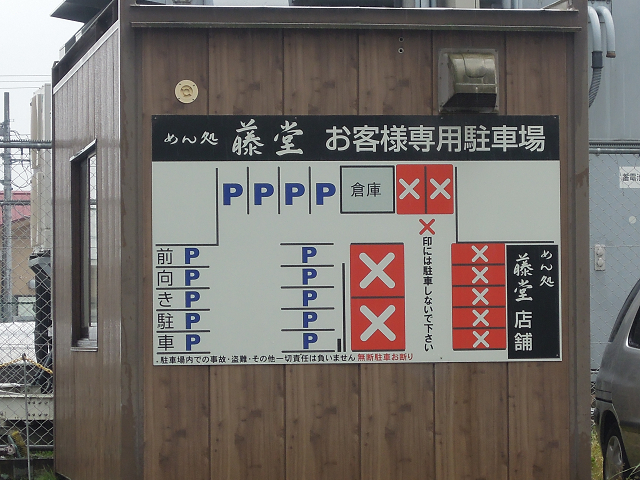 めん処 藤堂 お客様専用駐車場
P P P P 倉庫
×印には駐車しないで下さい
前向き駐車
P P
P P
P P
P P
P P
めん処 藤堂 店舗
駐車場内での事故・盗難・その他一切責任は負いません 無断駐車お断り
蓄電池